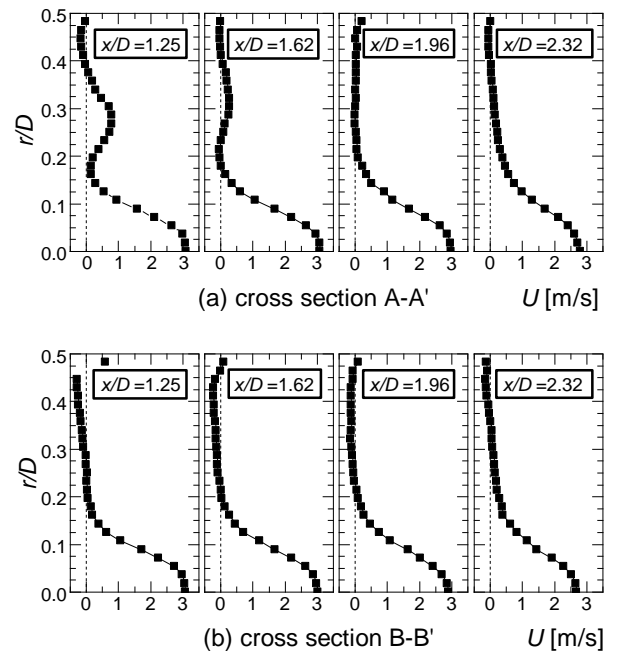 0.5
x/D=1.25 x/D=1.62 x/D=1.96 x/D=2.32
0.4
0.3
r/D
0.2
0.1
0.0
0 1 2 3 0 1 2 3 0 1 2 3 0 1 2 3
(a) cross section A-A' U [m/s]
0.5
x/D=1.25 x/D=1.62 x/D=1.96 x/D=2.32
0.4
0.3
r/D
0.2
0.1
0.0
0 1 2 3 0 1 2 3 0 1 2 3 0 1 2 3
(b) cross section B-B' U [m/s]